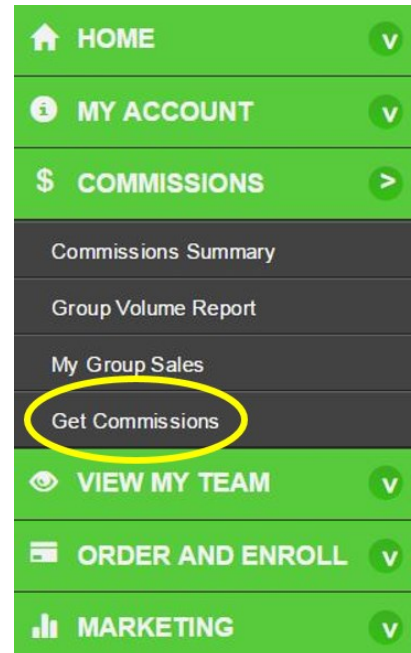 HOME v
i MY ACCOUNT v
$ COMMISSIONS >
Commissions Summary
Group Volume Report
My Group Sales
Get Commissions
VIEW MY TEAM v
ORDER AND ENROLL v
MARKETING v